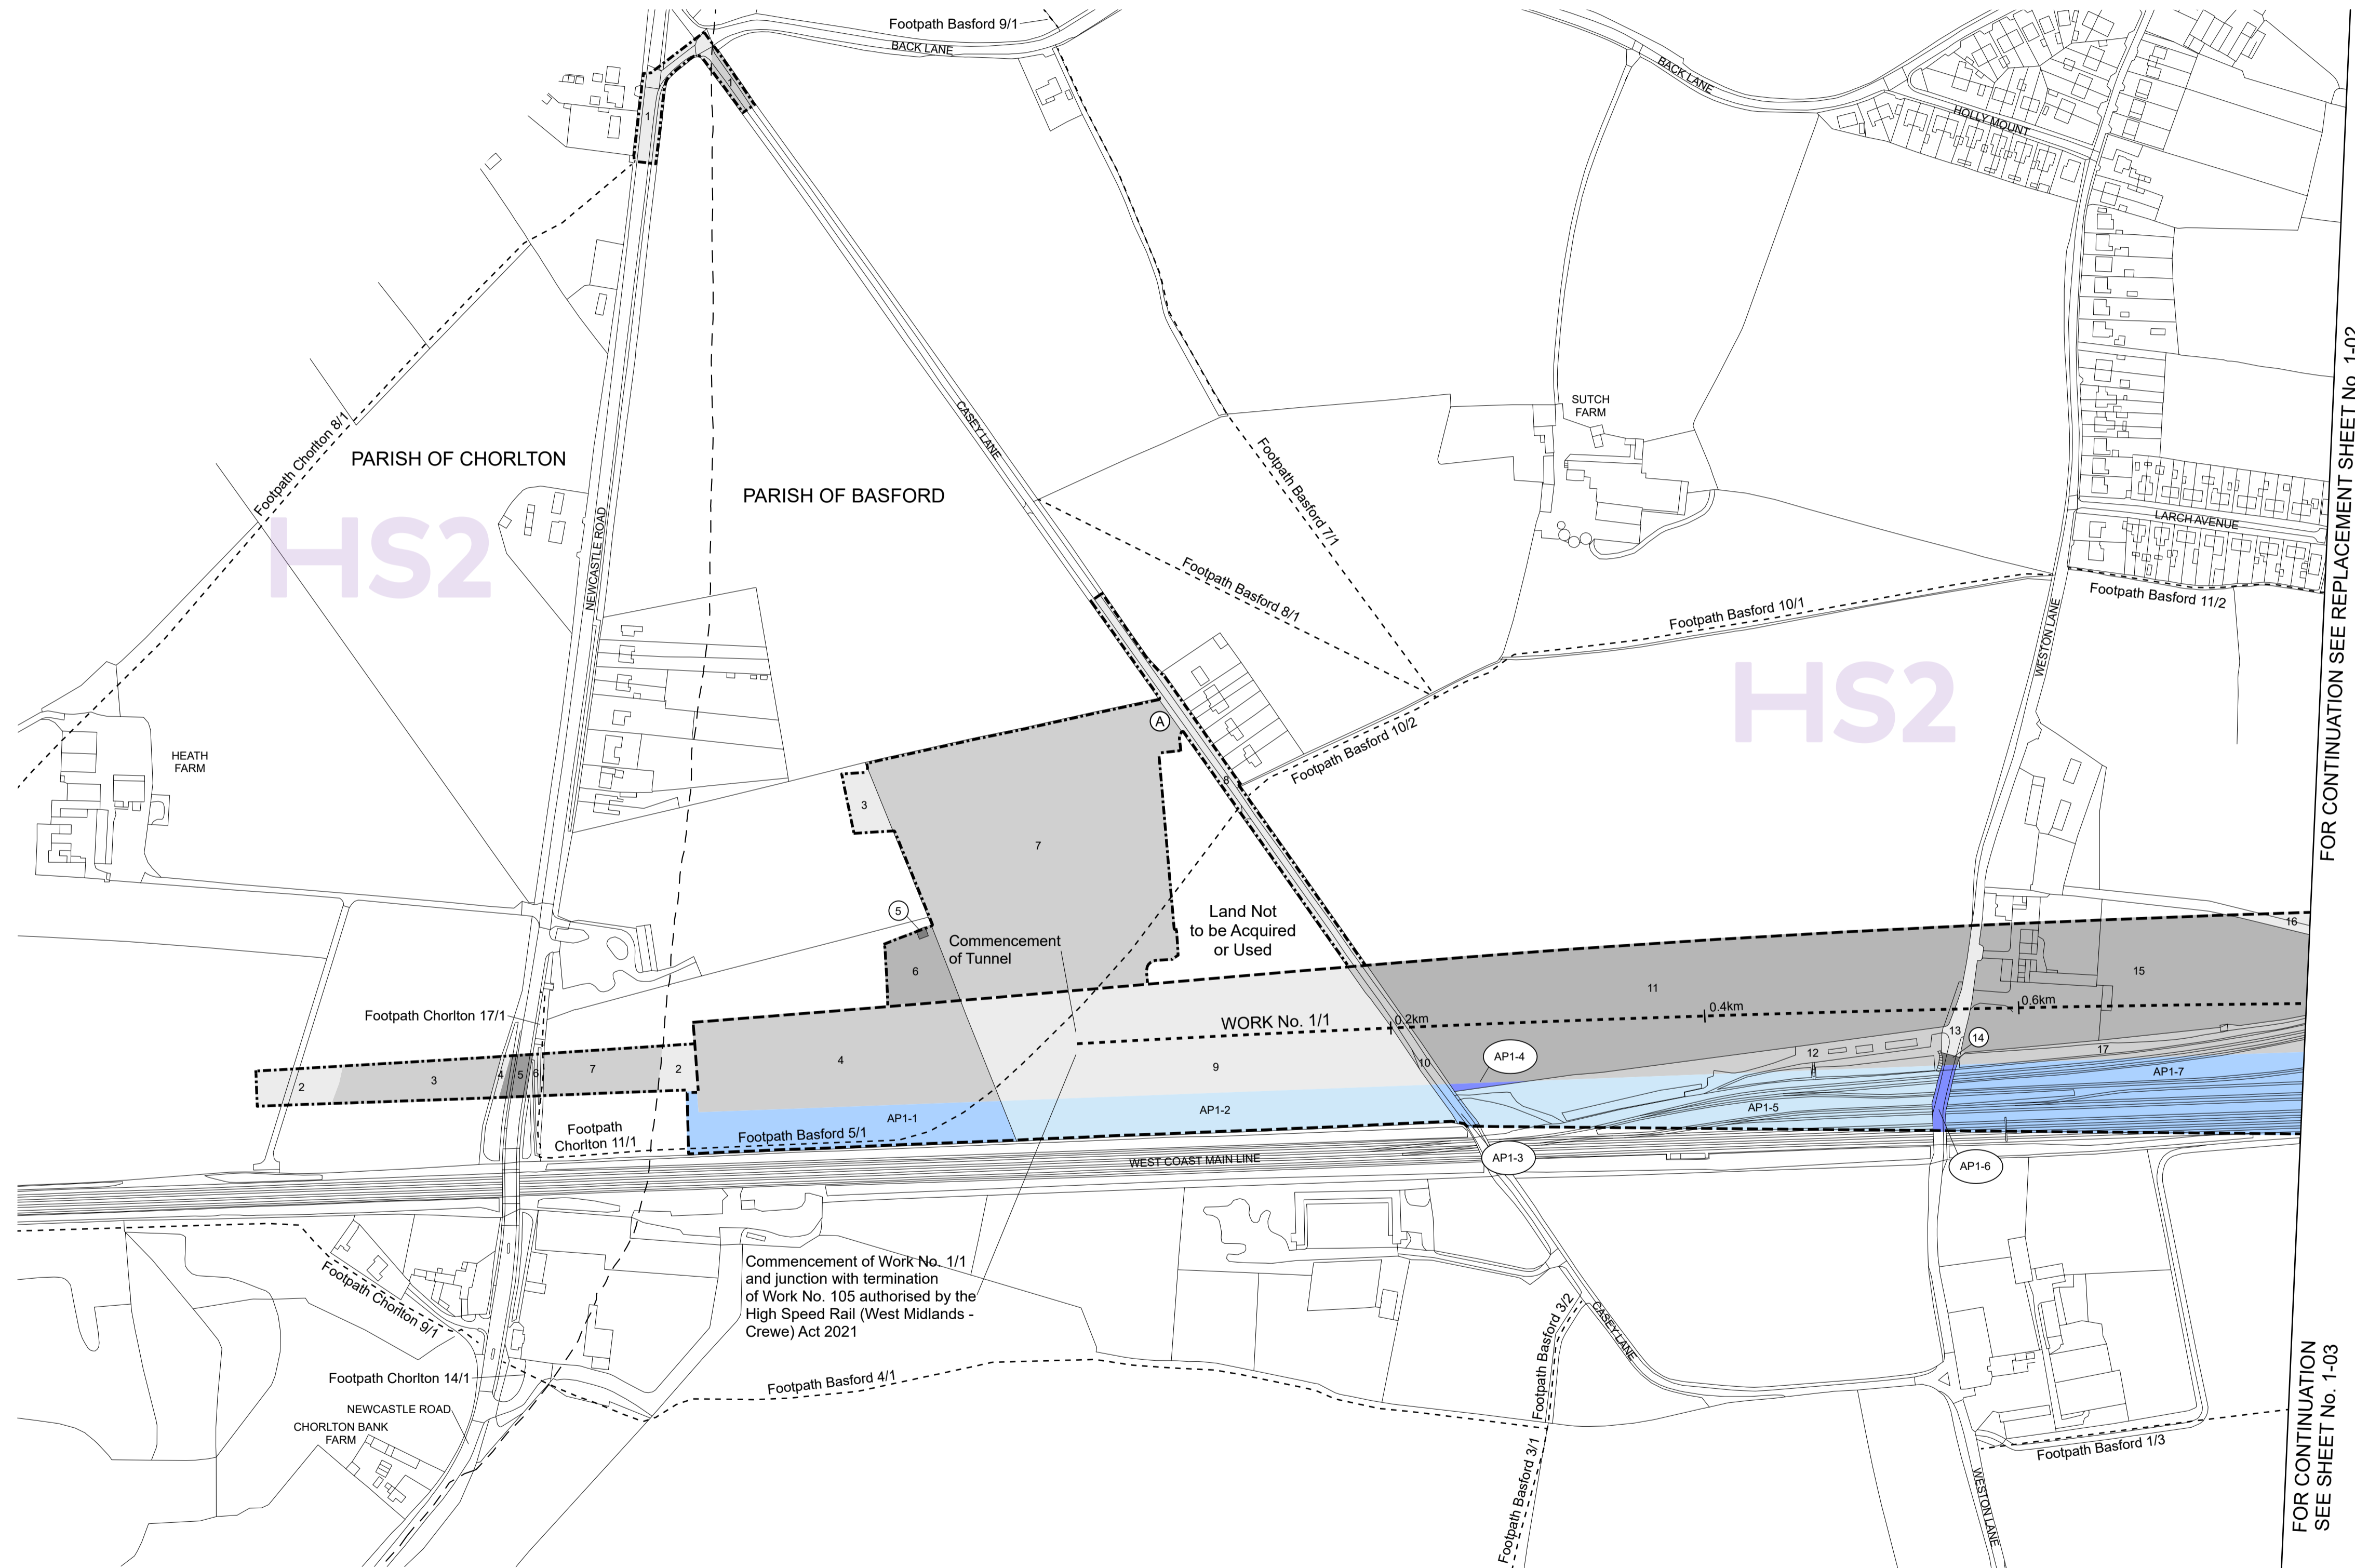 Footpath Basford 9/1
BACK LANE
BACK LANE
HOLLY MOUNT
1
1
FOR CONTINUATION SEE REPLACEMENT SHEET No. 1-02
Footpath Chorlton 8/1
PARISH OF CHORLTON
PARISH OF BASFORD
CASEY LANE
SUTCH
FARM
Footpath Basford 7/1
HS2
NEWCASTLE ROAD
LARCH AVENUE
Footpath Basford 8/1
Footpath Basford 10/1
Footpath Basford 11/2
WESTON LANE
HS2
A
Footpath Basford 10/2
HEATH
FARM
8
3
7
5
Land Not
to be Acquired
or Used
Commencement
of Tunnel
6
16
15
11
Footpath Chorlton 17/1
WORK No. 1/1
0.2km
0.4km
0.6km
13
14
12
17
AP1-4
10
2
3
4
5
6
7
2
4
9
AP1-7
AP1-1
AP1-2
AP1-5
Footpath
Chorlton 11/1
Footpath Basford 5/1
WEST COAST MAIN LINE
AP1-3
AP1-6
Commencement of Work No. 1/1
and junction with termination
of Work No. 105 authorised by the
High Speed Rail (West Midlands -
Crewe) Act 2021
Footpath Chorlton 9/1
Footpath Basford 3/2
CASEY LANE
Footpath Chorlton 14/1
Footpath Basford 4/1
NEWCASTLE ROAD
CHORLTON BANK
FARM
Footpath Basford 3/1
Footpath Basford 1/3
WESTON LANE
FOR CONTINUATION
SEE SHEET No. 1-03